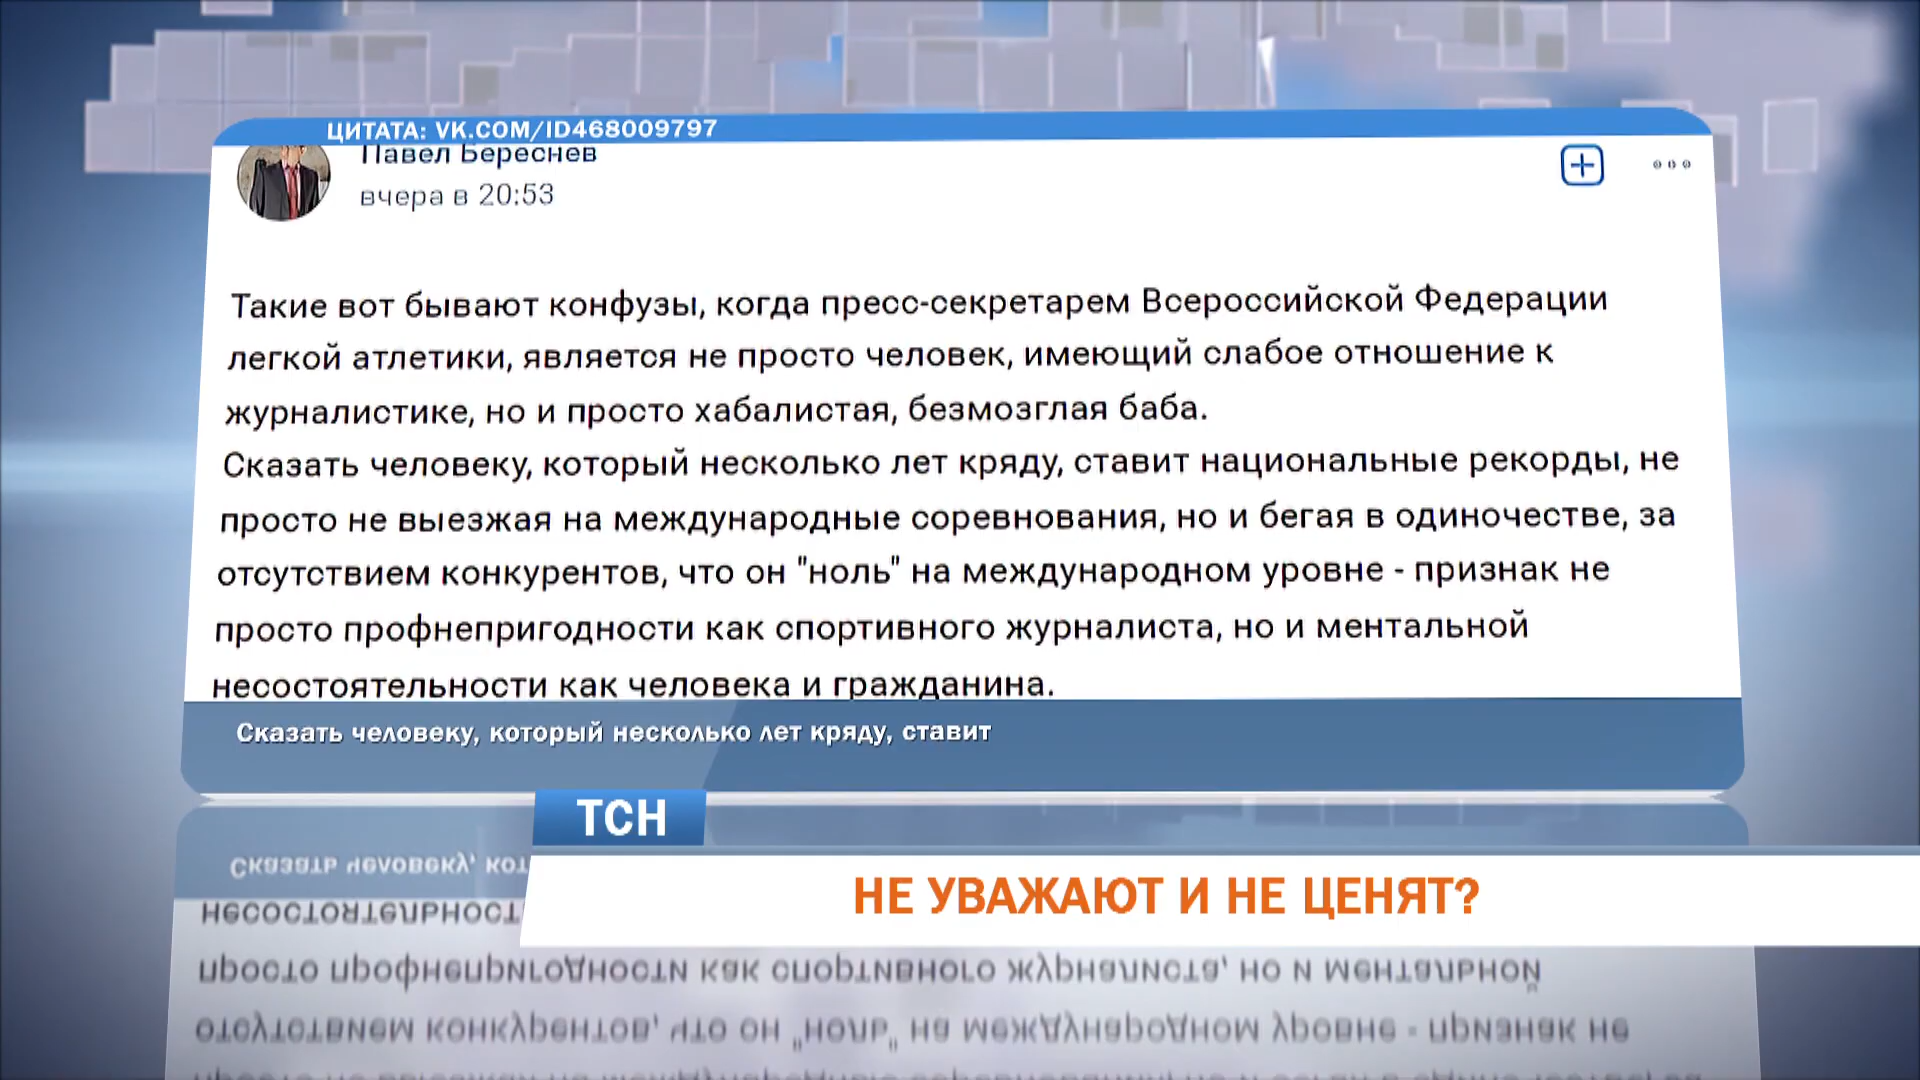 ЦИТАТА: VK.COM/ID468009797
Павел Береснев
вчера в 20:53
Такие вот бывают конфузы, когда пресс-секретарем Всероссийской Федерации
легкой атлетики, является не просто человек, имеющий слабое отношение к
журналистике, но и просто хабалистая, безмозглая баба.
Сказать человеку, который несколько лет кряду, ставит национальные рекорды, не
просто не выезжая на международные соревнования, но и бегая в одиночестве, за
отсутствием конкурентов, что он "ноль" на международном уровне - признак не
просто профнепригодности как спортивного журналиста, но и ментальной
несостоятельности как человека и гражданина.
Сказать человеку, который несколько лет кряду, ставит
ТСН
НЕ УВАЖАЮТ И НЕ ЦЕНЯТ?